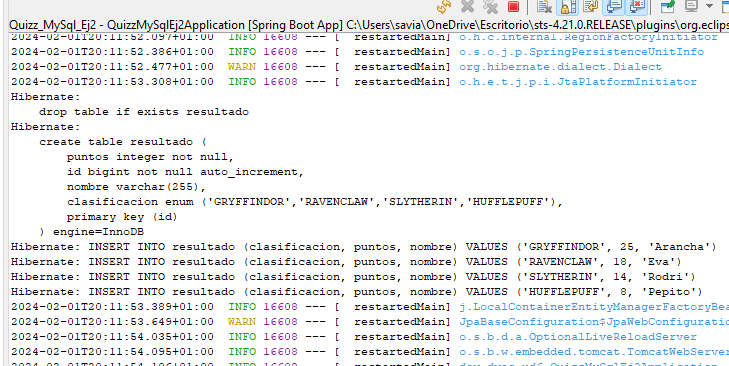 Quizz_MySql_Ej2 - QuizzMySqlEj2Application [Spring Boot App] C:\Users\savia\OneDrive\Escritorio\sts-4.21.0.RELEASE\plugins\org.eclips
2024-02-01T20:11:52.097+01:00  INFO 16608 --- [  restartedMain] o.h.c.internal.RegionFactoryInitiator
2024-02-01T20:11:52.386+01:00  INFO 16608 --- [  restartedMain] o.s.o.j.p.SpringPersistenceUnitInfo
2024-02-01T20:11:52.477+01:00  WARN 16608 --- [  restartedMain] org.hibernate.dialect.Dialect
2024-02-01T20:11:53.308+01:00  INFO 16608 --- [  restartedMain] o.h.e.t.j.p.i.JtaPlatformInitiator
Hibernate:
    drop table if exists resultado
Hibernate:
    create table resultado (
        puntos integer not null,
        id bigint not null auto_increment,
        nombre varchar(255),
        clasificacion enum ('GRYFFINDOR','RAVENCLAW','SLYTHERIN','HUFFLEPUFF'),
        primary key (id)
    ) engine=InnoDB
Hibernate: INSERT INTO resultado (clasificacion, puntos, nombre) VALUES ('GRYFFINDOR', 25, 'Arancha')
Hibernate: INSERT INTO resultado (clasificacion, puntos, nombre) VALUES ('RAVENCLAW', 18, 'Eva')
Hibernate: INSERT INTO resultado (clasificacion, puntos, nombre) VALUES ('SLYTHERIN', 14, 'Rodri')
Hibernate: INSERT INTO resultado (clasificacion, puntos, nombre) VALUES ('HUFFLEPUFF', 8, 'Pepito')
2024-02-01T20:11:53.389+01:00  INFO 16608 --- [  restartedMain] j.LocalContainerEntityManagerFactoryBea
2024-02-01T20:11:53.649+01:00  WARN 16608 --- [  restartedMain] JpaBaseConfiguration$JpaWebConfiguratio
2024-02-01T20:11:54.035+01:00  INFO 16608 --- [  restartedMain] o.s.b.d.a.OptionalLiveReloadServer
2024-02-01T20:11:54.095+01:00  INFO 16608 --- [  restartedMain] o.s.b.w.embedded.tomcat.TomcatWebServer